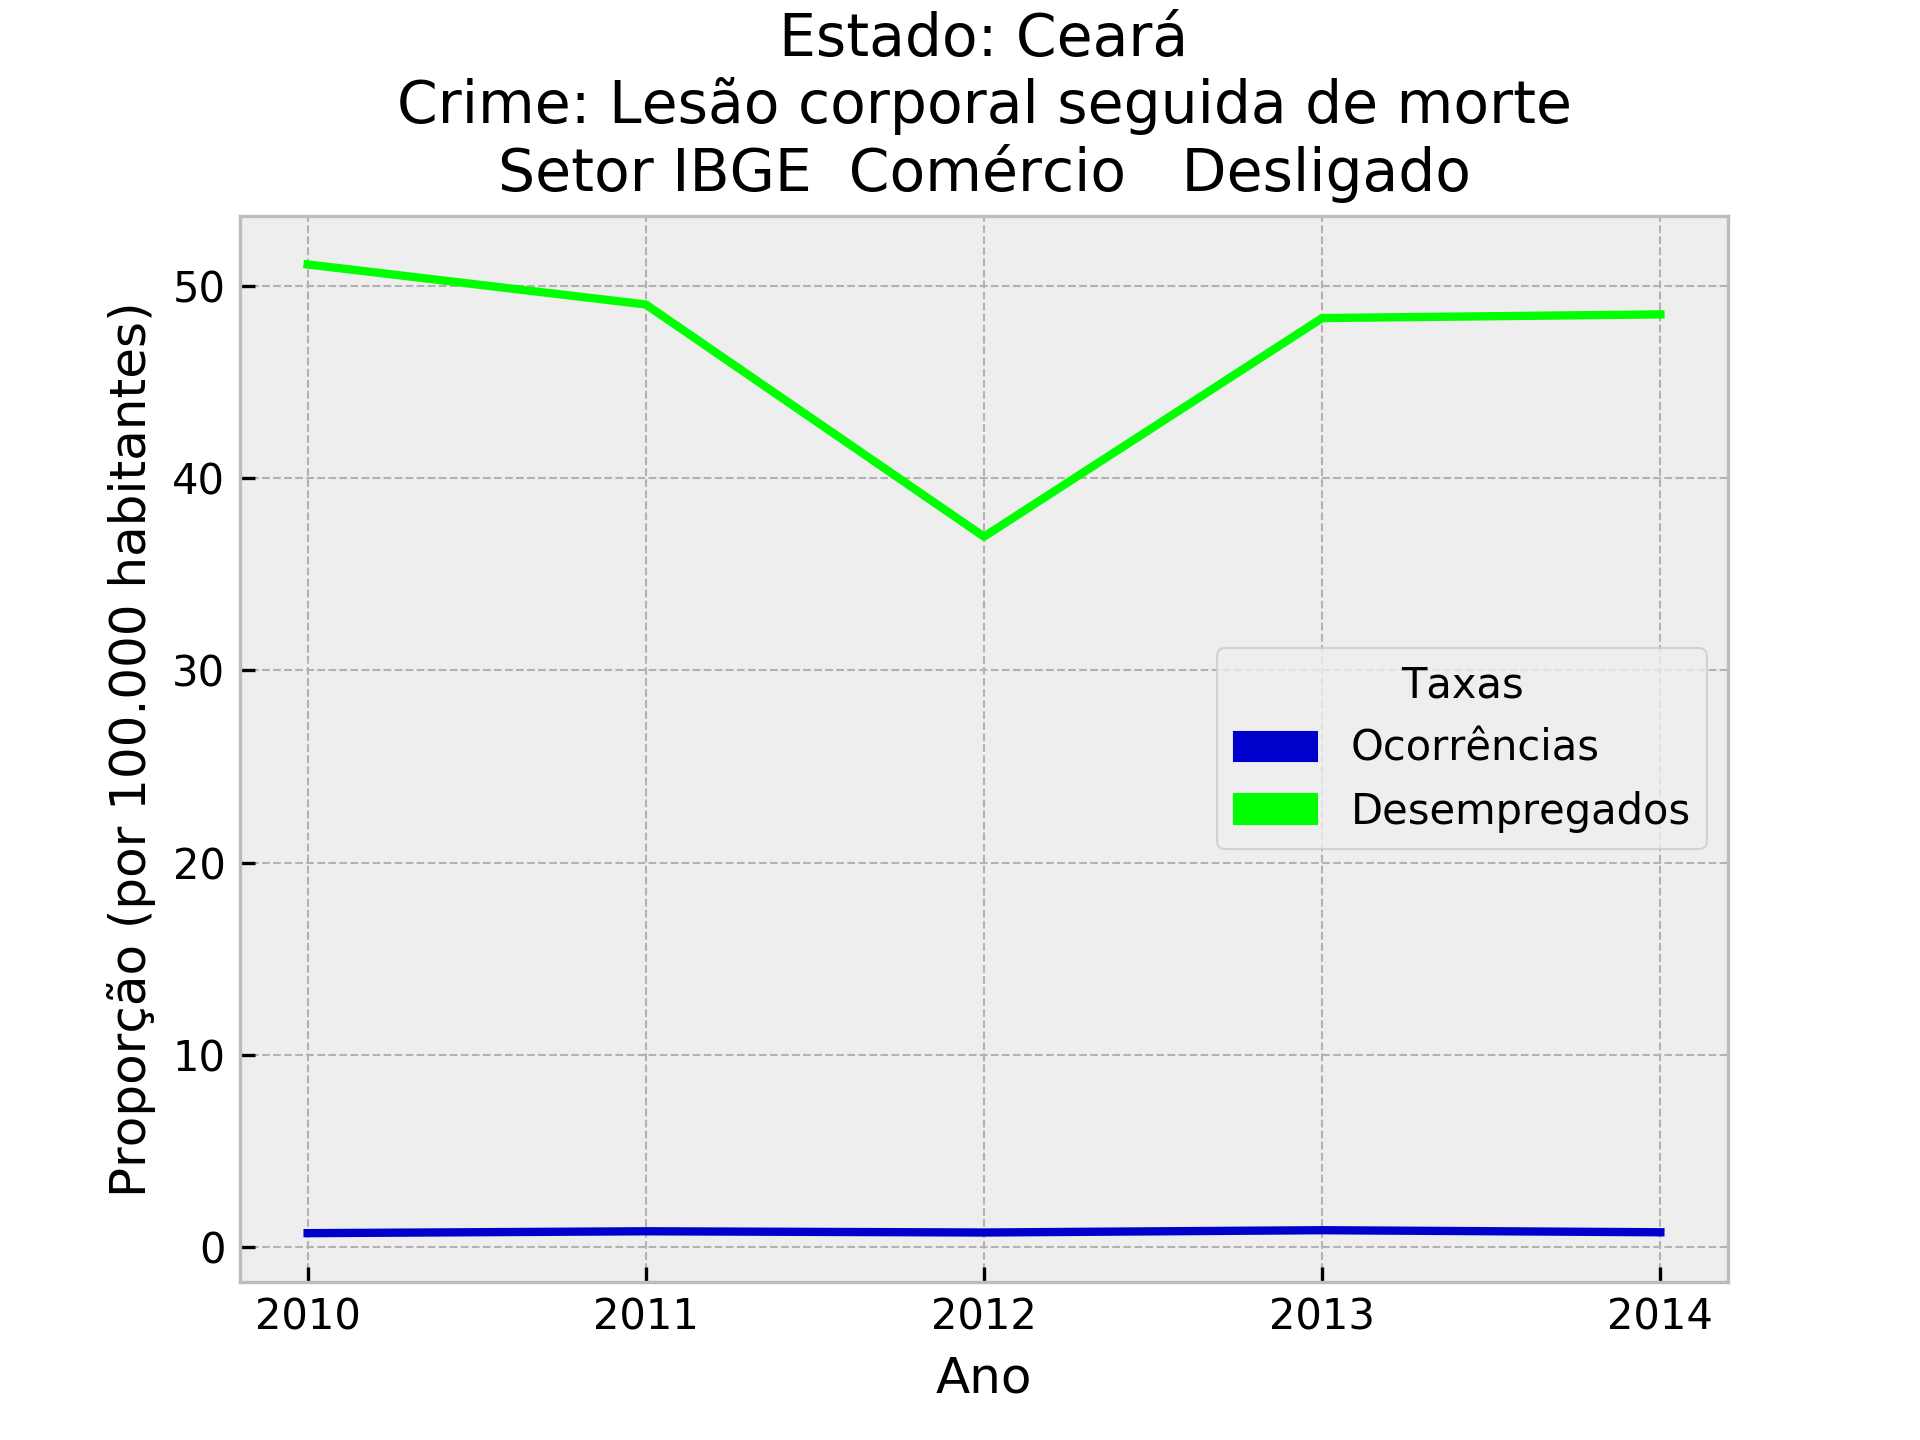 Estado: Ceará
Crime: Lesão corporal seguida de morte
Setor IBGE  Comércio   Desligado
Proporção (por 100.000 habitantes)
50
40
30
20
10
0
Taxas
Ocorrências
Desempregados
2010 2011 2012 2013 2014
Ano